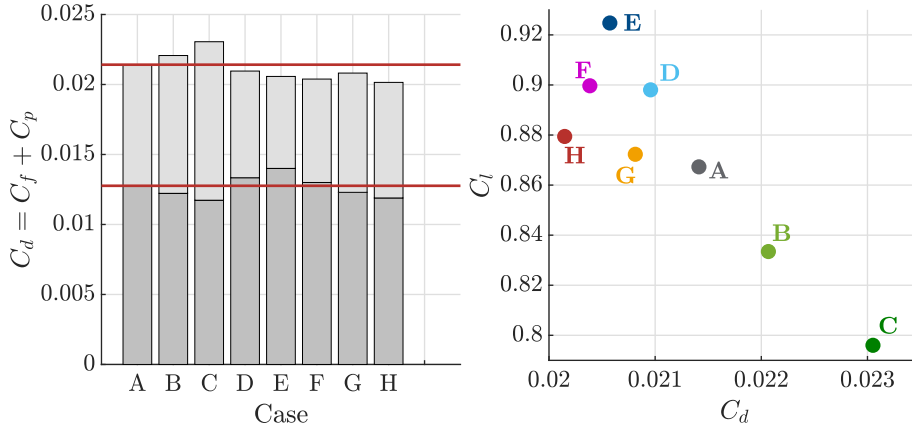 0.025
0.02
0.015
0.01
0.005
0
C_d = C_f + C_p
A B C D E F G H
Case
0.92
0.9
0.88
0.86
0.84
0.82
0.8
C_l
E
F
D
H
G
A
B
C
0.02 0.021 0.022 0.023
C_d